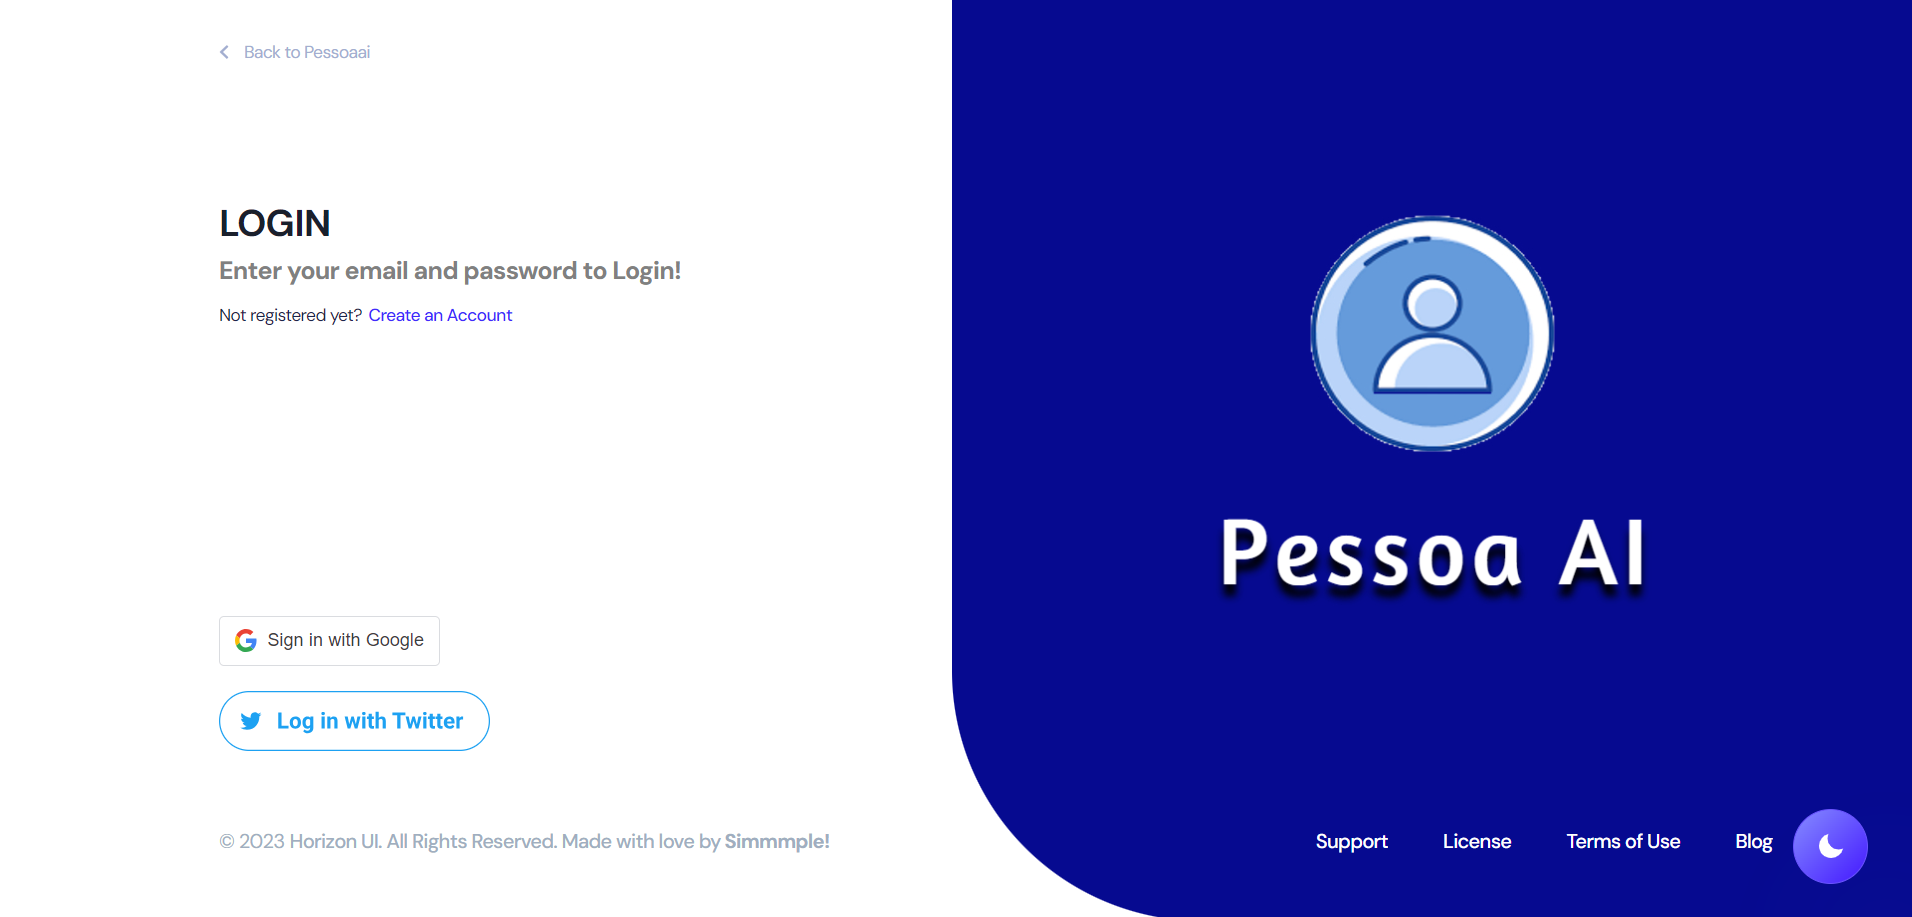 Back to Pessoaai
LOGIN
Enter your email and password to Login!
Not registered yet? Create an Account
Sign in with Google
Log in with Twitter
© 2023 Horizon UI. All Rights Reserved. Made with love by Simmmple!
Pessoa AI
Support License Terms of Use Blog